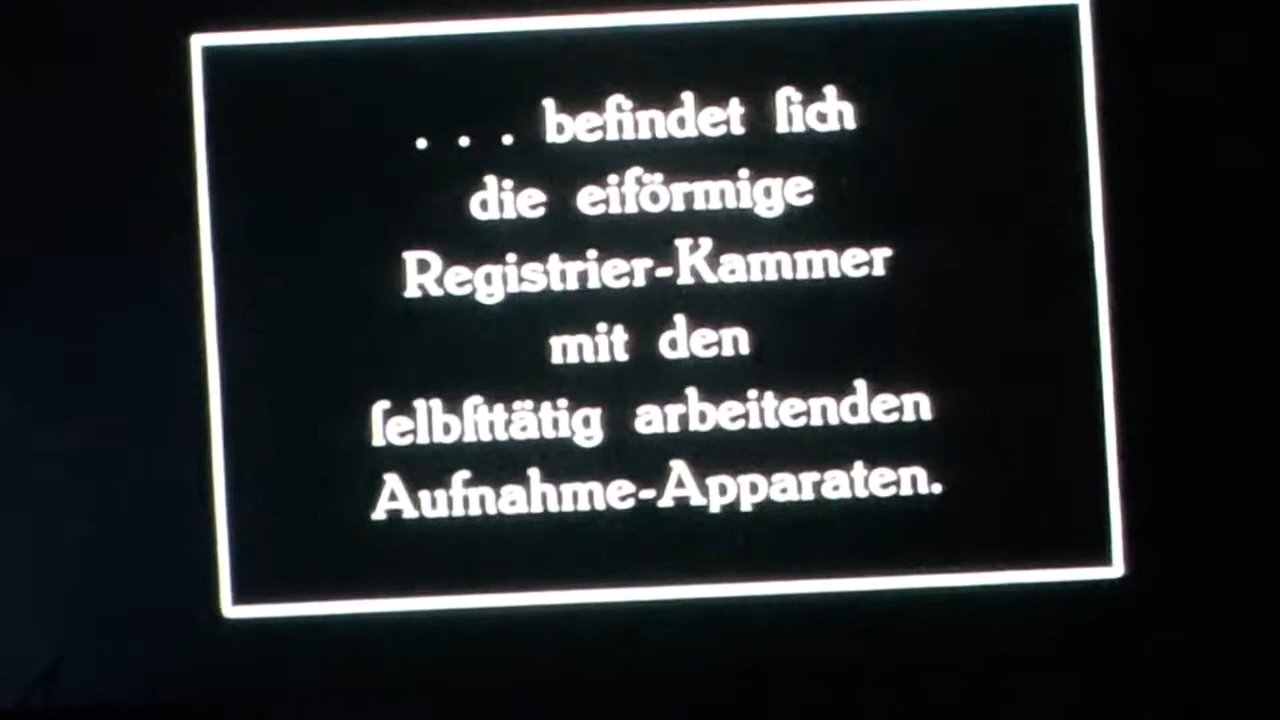 . . . befindet ſich
die eiförmige
Registrier-Kammer
mit den
ſelbſttätig arbeitenden
Aufnahme-Apparaten.